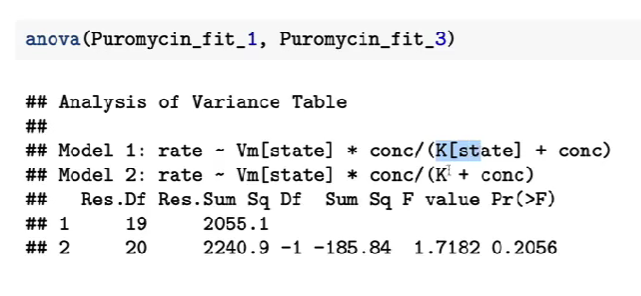 anova(Puromycin_fit_1, Puromycin_fit_3)
## Analysis of Variance Table
##
## Model 1: rate ~ Vm[state] * conc/(K[state] + conc)
## Model 2: rate ~ Vm[state] * conc/(K + conc)
##   Res.Df Res.Sum Sq Df  Sum Sq F value Pr(>F)
## 1     19     2055.1
## 2     20     2240.9 -1 -185.84  1.7182 0.2056